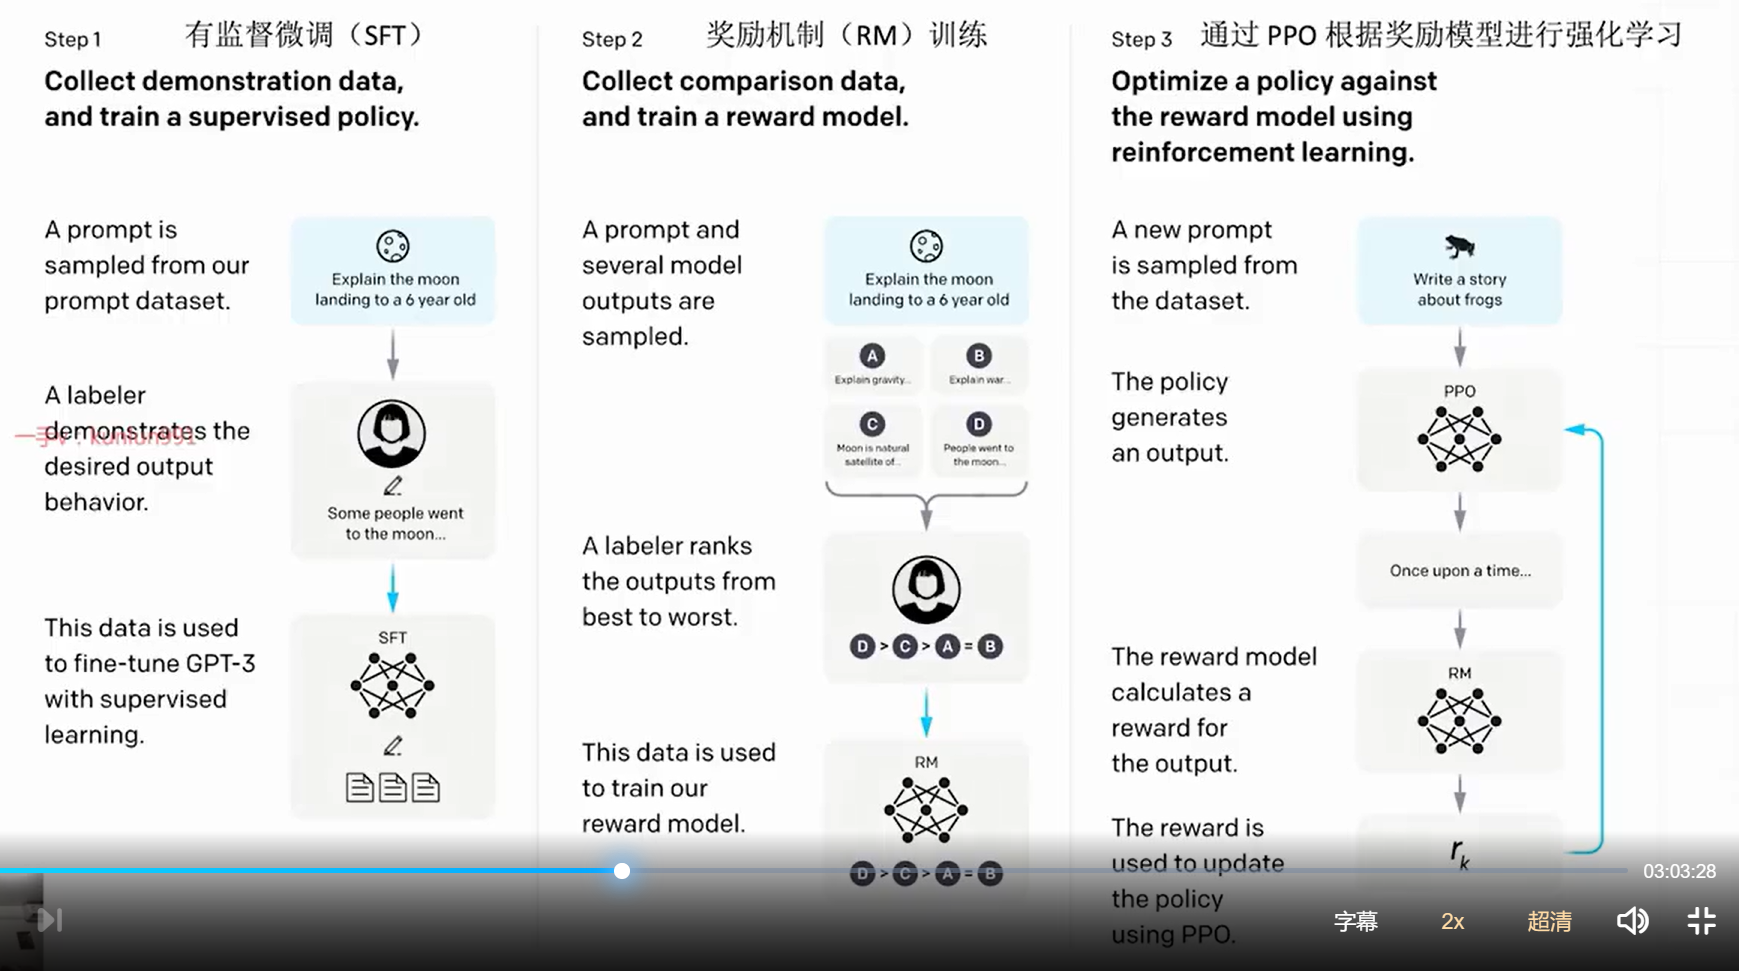 Step 1 有监督微调（SFT）
Collect demonstration data,
and train a supervised policy.
A prompt is
sampled from our
prompt dataset.
Explain the moon
landing to a 6 year old
A labeler
demonstrates the
desired output
behavior.
Some people went
to the moon...
This data is used
to fine-tune GPT-3
with supervised
learning.
SFT
Step 2 奖励机制（RM）训练
Collect comparison data,
and train a reward model.
A prompt and
several model
outputs are
sampled.
Explain the moon
landing to a 6 year old
A
Explain gravity...
B
Explain war...
C
Moon is natural
satellite of...
D
People went to
the moon...
A labeler ranks
the outputs from
best to worst.
D > C > A = B
This data is used
to train our
reward model.
RM
D > C > A = B
Step 3 通过 PPO 根据奖励模型进行强化学习
Optimize a policy against
the reward model using
reinforcement learning.
A new prompt
is sampled from
the dataset.
Write a story
about frogs
The policy
generates
an output.
PPO
Once upon a time...
The reward model
calculates a
reward for
the output.
RM
The reward is
used to update
the policy
using PPO.
rk
一手v：kunlun991
03:03:28
字幕 2x 超清